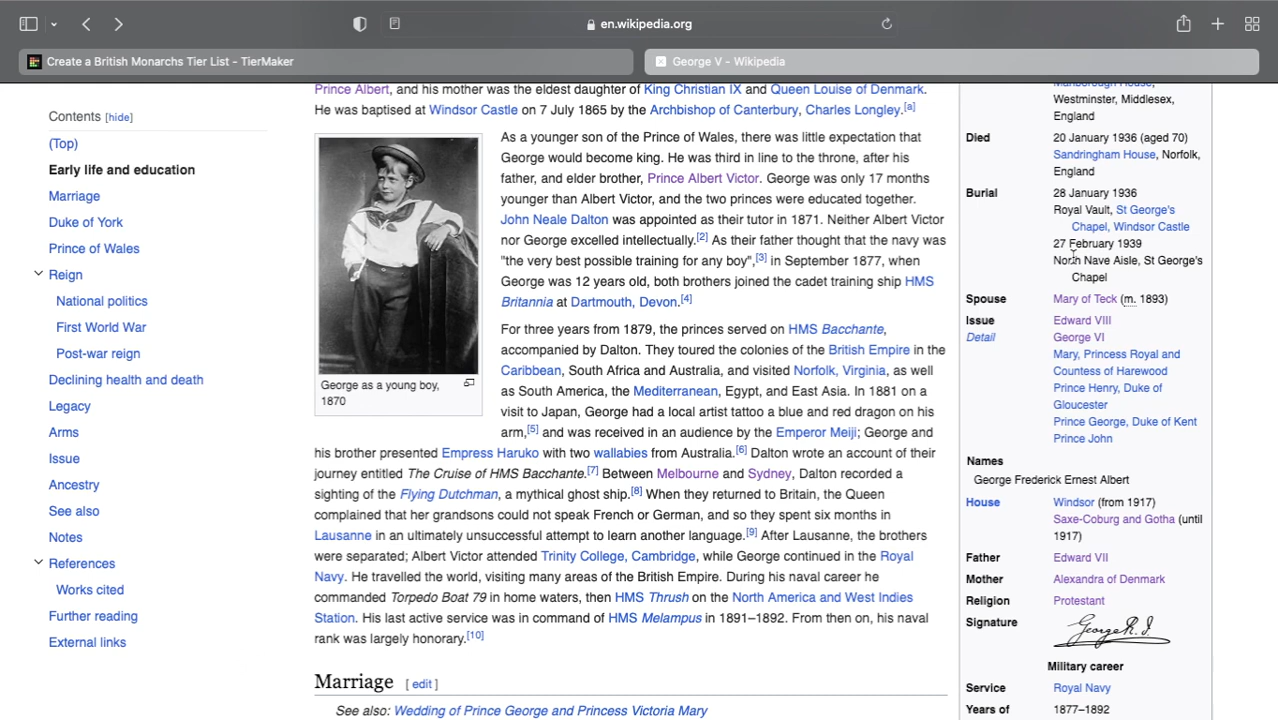 en.wikipedia.org
Create a British Monarchs Tier List - TierMaker
George V – Wikipedia
Contents [hide]
(Top)
Early life and education
Marriage
Duke of York
Prince of Wales
Reign
National politics
First World War
Post-war reign
Declining health and death
Legacy
Arms
Issue
Ancestry
See also
Notes
References
Works cited
Further reading
External links
Prince Albert, and his mother was the eldest daughter of King Christian IX and Queen Louise of Denmark.
He was baptised at Windsor Castle on 7 July 1865 by the Archbishop of Canterbury, Charles Longley.[a]
George as a young boy,
1870
As a younger son of the Prince of Wales, there was little expectation that
George would become king. He was third in line to the throne, after his
father, and elder brother, Prince Albert Victor. George was only 17 months
younger than Albert Victor, and the two princes were educated together.
John Neale Dalton was appointed as their tutor in 1871. Neither Albert Victor
nor George excelled intellectually.[2] As their father thought that the navy was
"the very best possible training for any boy",[3] in September 1877, when
George was 12 years old, both brothers joined the cadet training ship HMS
Britannia at Dartmouth, Devon.[4]
For three years from 1879, the princes served on HMS Bacchante,
accompanied by Dalton. They toured the colonies of the British Empire in the
Caribbean, South Africa and Australia, and visited Norfolk, Virginia, as well
as South America, the Mediterranean, Egypt, and East Asia. In 1881 on a
visit to Japan, George had a local artist tattoo a blue and red dragon on his
arm,[5] and was received in an audience by the Emperor Meiji; George and
his brother presented Empress Haruko with two wallabies from Australia.[6] Dalton wrote an account of their
journey entitled The Cruise of HMS Bacchante.[7] Between Melbourne and Sydney, Dalton recorded a
sighting of the Flying Dutchman, a mythical ghost ship.[8] When they returned to Britain, the Queen
complained that her grandsons could not speak French or German, and so they spent six months in
Lausanne in an ultimately unsuccessful attempt to learn another language.[9] After Lausanne, the brothers
were separated; Albert Victor attended Trinity College, Cambridge, while George continued in the Royal
Navy. He travelled the world, visiting many areas of the British Empire. During his naval career he
commanded Torpedo Boat 79 in home waters, then HMS Thrush on the North America and West Indies
Station. His last active service was in command of HMS Melampus in 1891–1892. From then on, his naval
rank was largely honorary.[10]
Marriage [ edit ]
See also: Wedding of Prince George and Princess Victoria Mary
Marlborough House,
Westminster, Middlesex,
England
Died 20 January 1936 (aged 70)
Sandringham House, Norfolk,
England
Burial 28 January 1936
Royal Vault, St George's
Chapel, Windsor Castle
27 February 1939
North Nave Aisle, St George's
Chapel
Spouse Mary of Teck (m. 1893)
Issue Edward VIII
Detail George VI
Mary, Princess Royal and
Countess of Harewood
Prince Henry, Duke of
Gloucester
Prince George, Duke of Kent
Prince John
Names
George Frederick Ernest Albert
House Windsor (from 1917)
Saxe-Coburg and Gotha (until
1917)
Father Edward VII
Mother Alexandra of Denmark
Religion Protestant
Signature George R.I.
Military career
Service Royal Navy
Years of 1877–1892